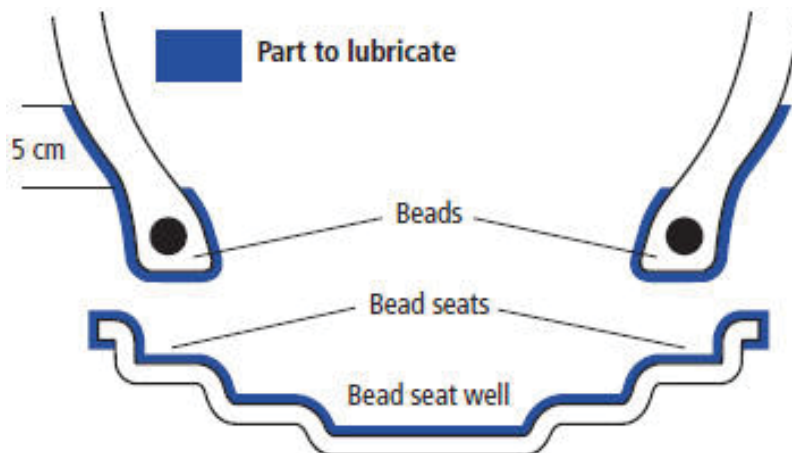 Part to lubricate
5 cm
Beads
Bead seats
Bead seat well